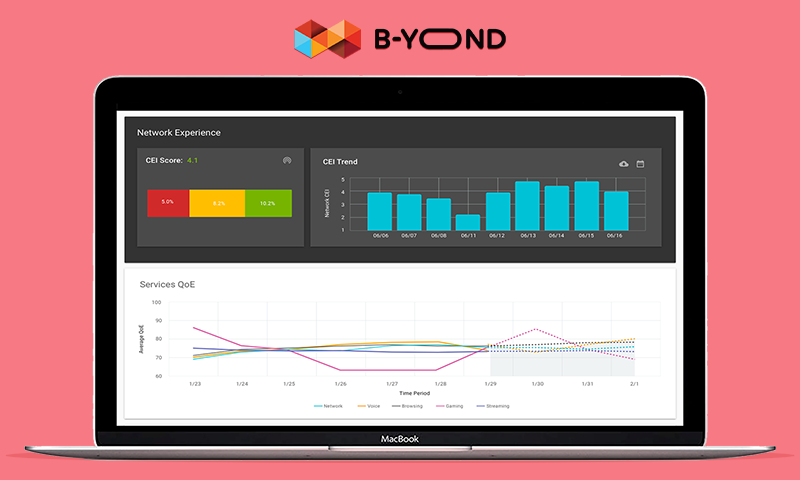 B-YOND
Network Experience
CEI Score: 4.1
5.0%
9.2%
10.2%
CEI Trend
Network CEI
5
4
3
2
1
06/06 06/07 06/08 06/11 06/12 06/13 06/14 06/15 06/16
Services QoE
Average QoE
100
90
80
70
60
1/23 1/24 1/25 1/26 1/27 1/28 1/29 1/30 1/31 2/1
Time Period
Network Voice Browsing Gaming Streaming
MacBook